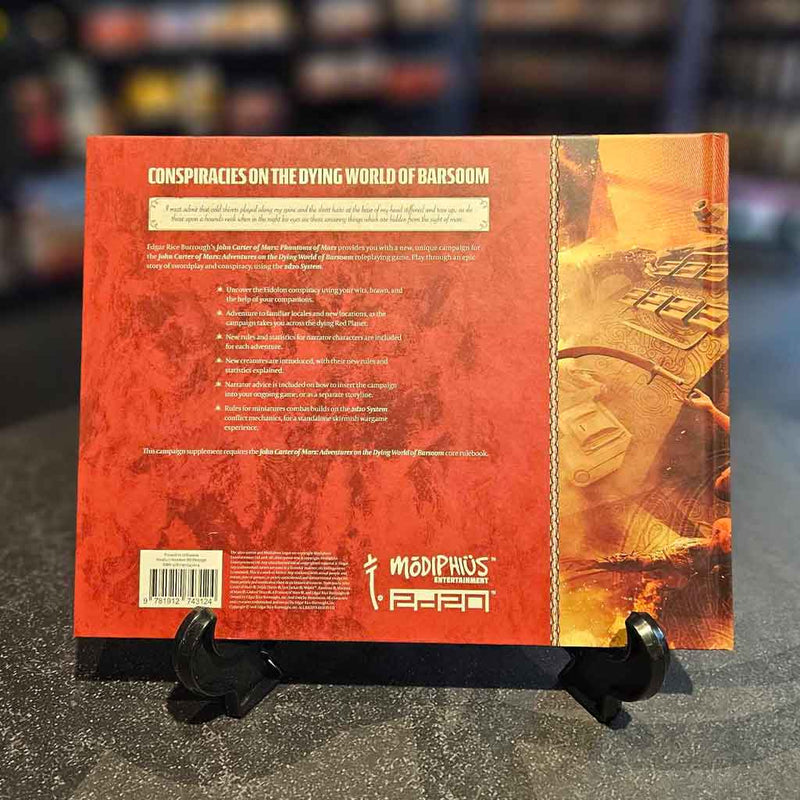 CONSPIRACIES ON THE DYING WORLD OF BARSOOM
I must admit that cold shivers played along my spine and the short hairs at the base of my head stiffened and rose up, as do
those upon a hounds neck when in the night his eyes see those uncanny things which are hidden from the sight of man.
Edgar Rice Burrough's John Carter of Mars: Phantoms of Mars provides you with a new, unique campaign for
the John Carter of Mars: Adventures on the Dying World of Barsoom roleplaying game. Play through an epic
story of swordplay and conspiracy, using the 2d20 System.
Uncover the Eidolon conspiracy using your wits, brawn, and
the help of your companions.
Adventure to familiar locales and new locations, as the
campaign takes you across the dying Red Planet.
New rules and statistics for narrator characters are included
for each adventure.
New creatures are introduced, with their new rules and
statistics explained.
Narrator advice is included on how to insert the campaign
into your ongoing game, or as a separate storyline.
Rules for miniatures combat builds on the 2d20 System
conflict mechanics, for a standalone skirmish wargame
experience.
This campaign supplement requires the John Carter of Mars: Adventures on the Dying World of Barsoom core rulebook.
9 781912 743124
MŌDIPHIÜS™
ENTERTAINMENT
2d20™